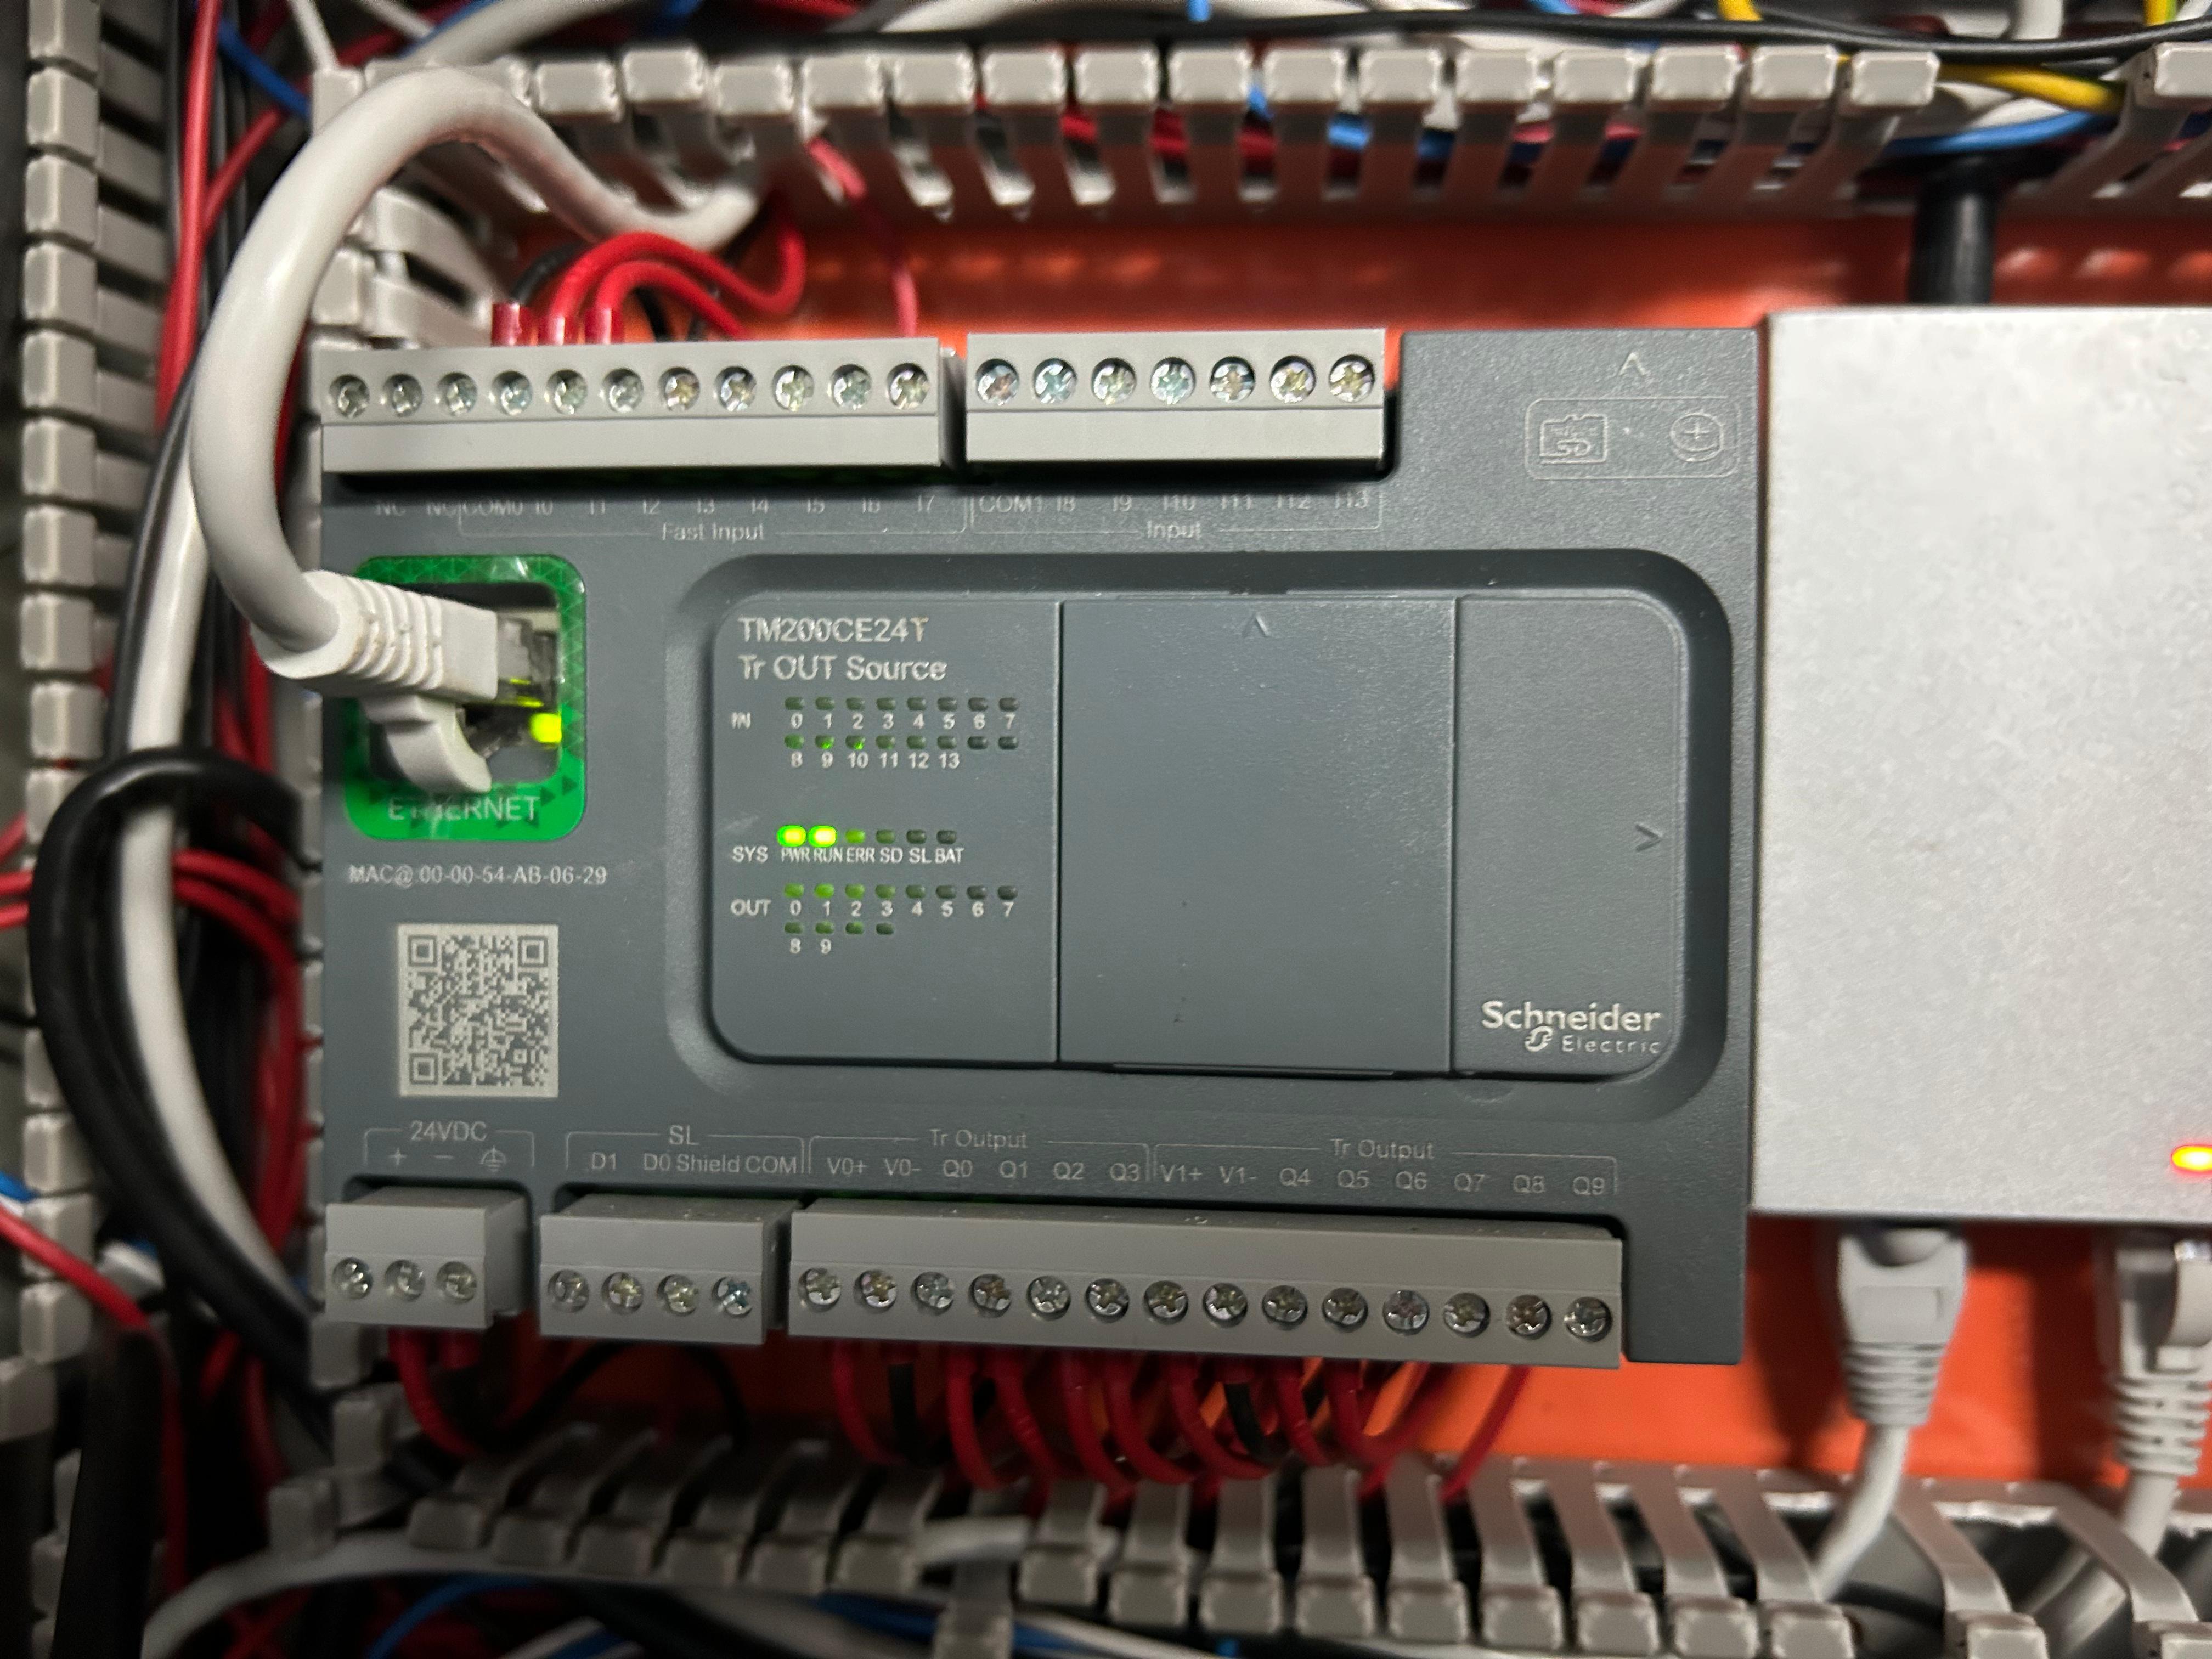 NC NC COM0 I0 I1 I2 I3 I4 I5 I6 I7 COM1 I8 I9 I10 I11 I12 I13
Fast Input Input
SD
TM200CE24T
Tr OUT Source
IN 0 1 2 3 4 5 6 7
8 9 10 11 12 13
ETHERNET
SYS PWR RUN ERR SD SL BAT
MAC@:00-00-54-AB-06-29
OUT 0 1 2 3 4 5 6 7
8 9
Schneider
Electric
24VDC SL Tr Output Tr Output
+ − D1 D0 Shield COM V0+ V0- Q0 Q1 Q2 Q3 V1+ V1- Q4 Q5 Q6 Q7 Q8 Q9